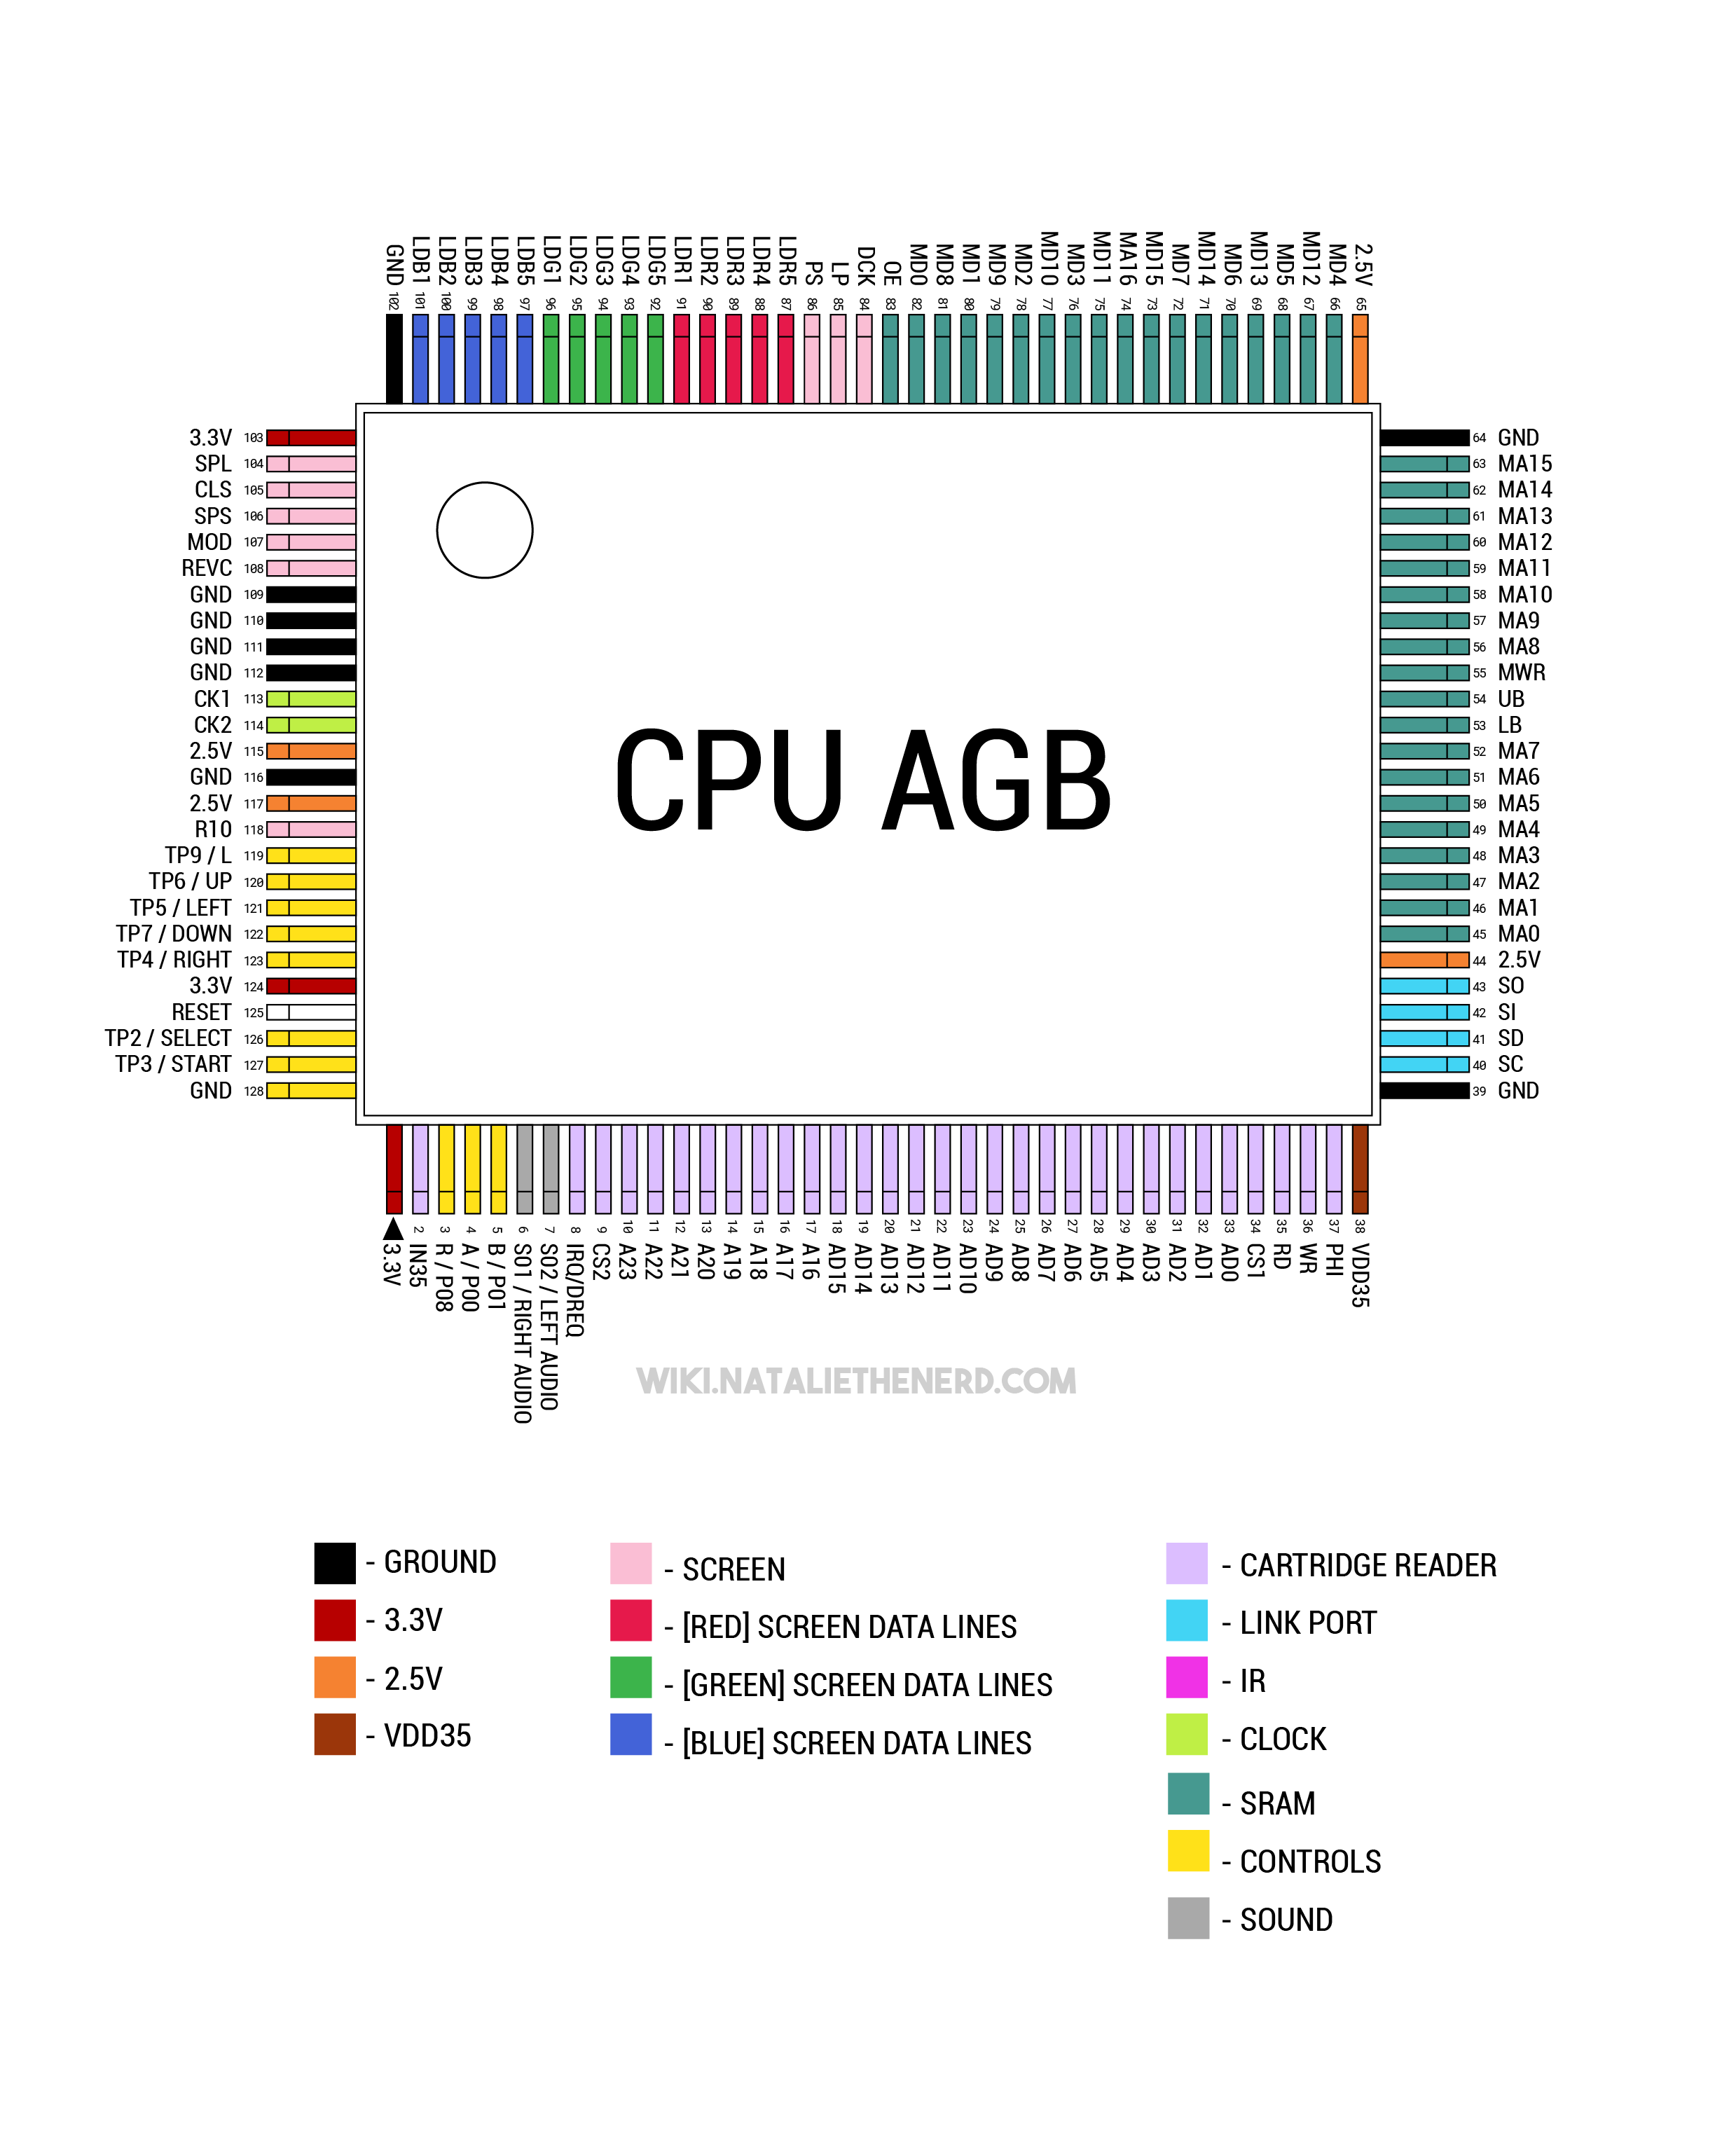 GND 102
LDB1 101
LDB2 100
LDB3 99
LDB4 98
LDB5 97
LDG1 96
LDG2 95
LDG3 94
LDG4 93
LDG5 92
LDR1 91
LDR2 90
LDR3 89
LDR4 88
LDR5 87
PS 86
LP 85
DCK 84
OE 83
MD0 82
MD8 81
MD1 80
MD9 79
MD2 78
MD10 77
MD3 76
MD11 75
MA16 74
MD15 73
MD7 72
MD14 71
MD6 70
MD13 69
MD5 68
MD12 67
MD4 66
2.5V 65
3.3V 103
SPL 104
CLS 105
SPS 106
MOD 107
REVC 108
GND 109
GND 110
GND 111
GND 112
CK1 113
CK2 114
2.5V 115
GND 116
2.5V 117
R10 118
TP9 / L 119
TP6 / UP 120
TP5 / LEFT 121
TP7 / DOWN 122
TP4 / RIGHT 123
3.3V 124
RESET 125
TP2 / SELECT 126
TP3 / START 127
GND 128
CPU AGB
64 GND
63 MA15
62 MA14
61 MA13
60 MA12
59 MA11
58 MA10
57 MA9
56 MA8
55 MWR
54 UB
53 LB
52 MA7
51 MA6
50 MA5
49 MA4
48 MA3
47 MA2
46 MA1
45 MA0
44 2.5V
43 SO
42 SI
41 SD
40 SC
39 GND
3.3V
2 IN35
3 R / P08
4 A / P00
5 B / P01
6 S01 / RIGHT AUDIO
7 S02 / LEFT AUDIO
8 IRQ/DREQ
9 CS2
10 A23
11 A22
12 A21
13 A20
14 A19
15 A18
16 A17
17 A16
18 AD15
19 AD14
20 AD13
21 AD12
22 AD11
23 AD10
24 AD9
25 AD8
26 AD7
27 AD6
28 AD5
29 AD4
30 AD3
31 AD2
32 AD1
33 AD0
34 CS1
35 RD
36 WR
37 PHI
38 VDD35
WIKI.NATALIETHENERD.COM
- GROUND
- 3.3V
- 2.5V
- VDD35
- SCREEN
- [RED] SCREEN DATA LINES
- [GREEN] SCREEN DATA LINES
- [BLUE] SCREEN DATA LINES
- CARTRIDGE READER
- LINK PORT
- IR
- CLOCK
- SRAM
- CONTROLS
- SOUND